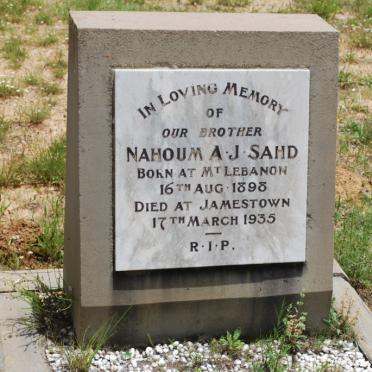 IN LOVING MEMORY
OF
OUR BROTHER
NAHOUM A·J·SAHD
BORN AT MT LEBANON
16TH AUG·1898
DIED AT JAMESTOWN
17TH MARCH 1935
R·I·P.